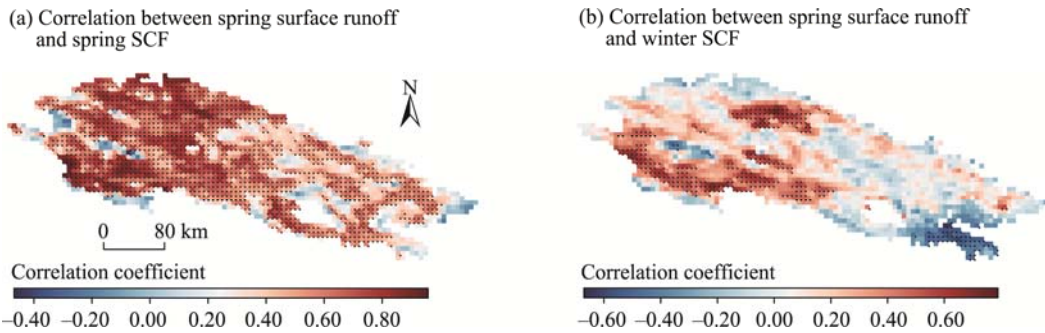 (a) Correlation between spring surface runoff
and spring SCF
N
0 80 km
Correlation coefficient
–0.40 –0.20 0.00 0.20 0.40 0.60 0.80
(b) Correlation between spring surface runoff
and winter SCF
Correlation coefficient
–0.60 –0.40 –0.20 0.00 0.20 0.40 0.60